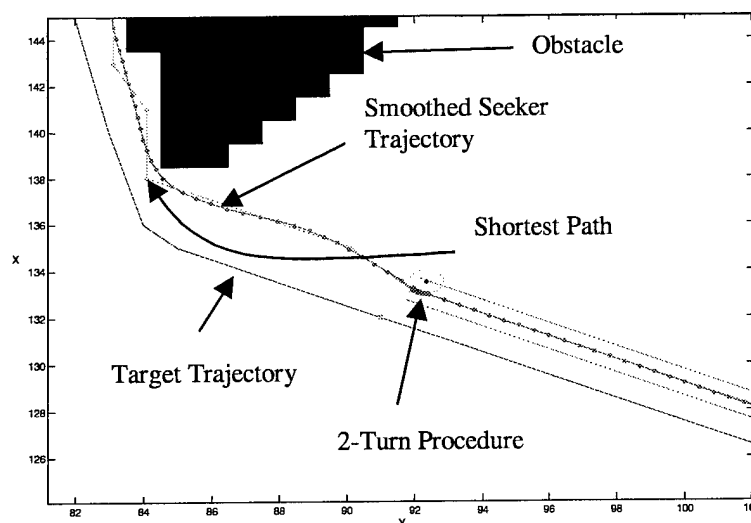 144
142
140
138
136
134
132
130
128
126
x
Obstacle
Smoothed Seeker
Trajectory
Shortest Path
Target Trajectory
2-Turn Procedure
82
84
86
88
90
92
94
96
98
100